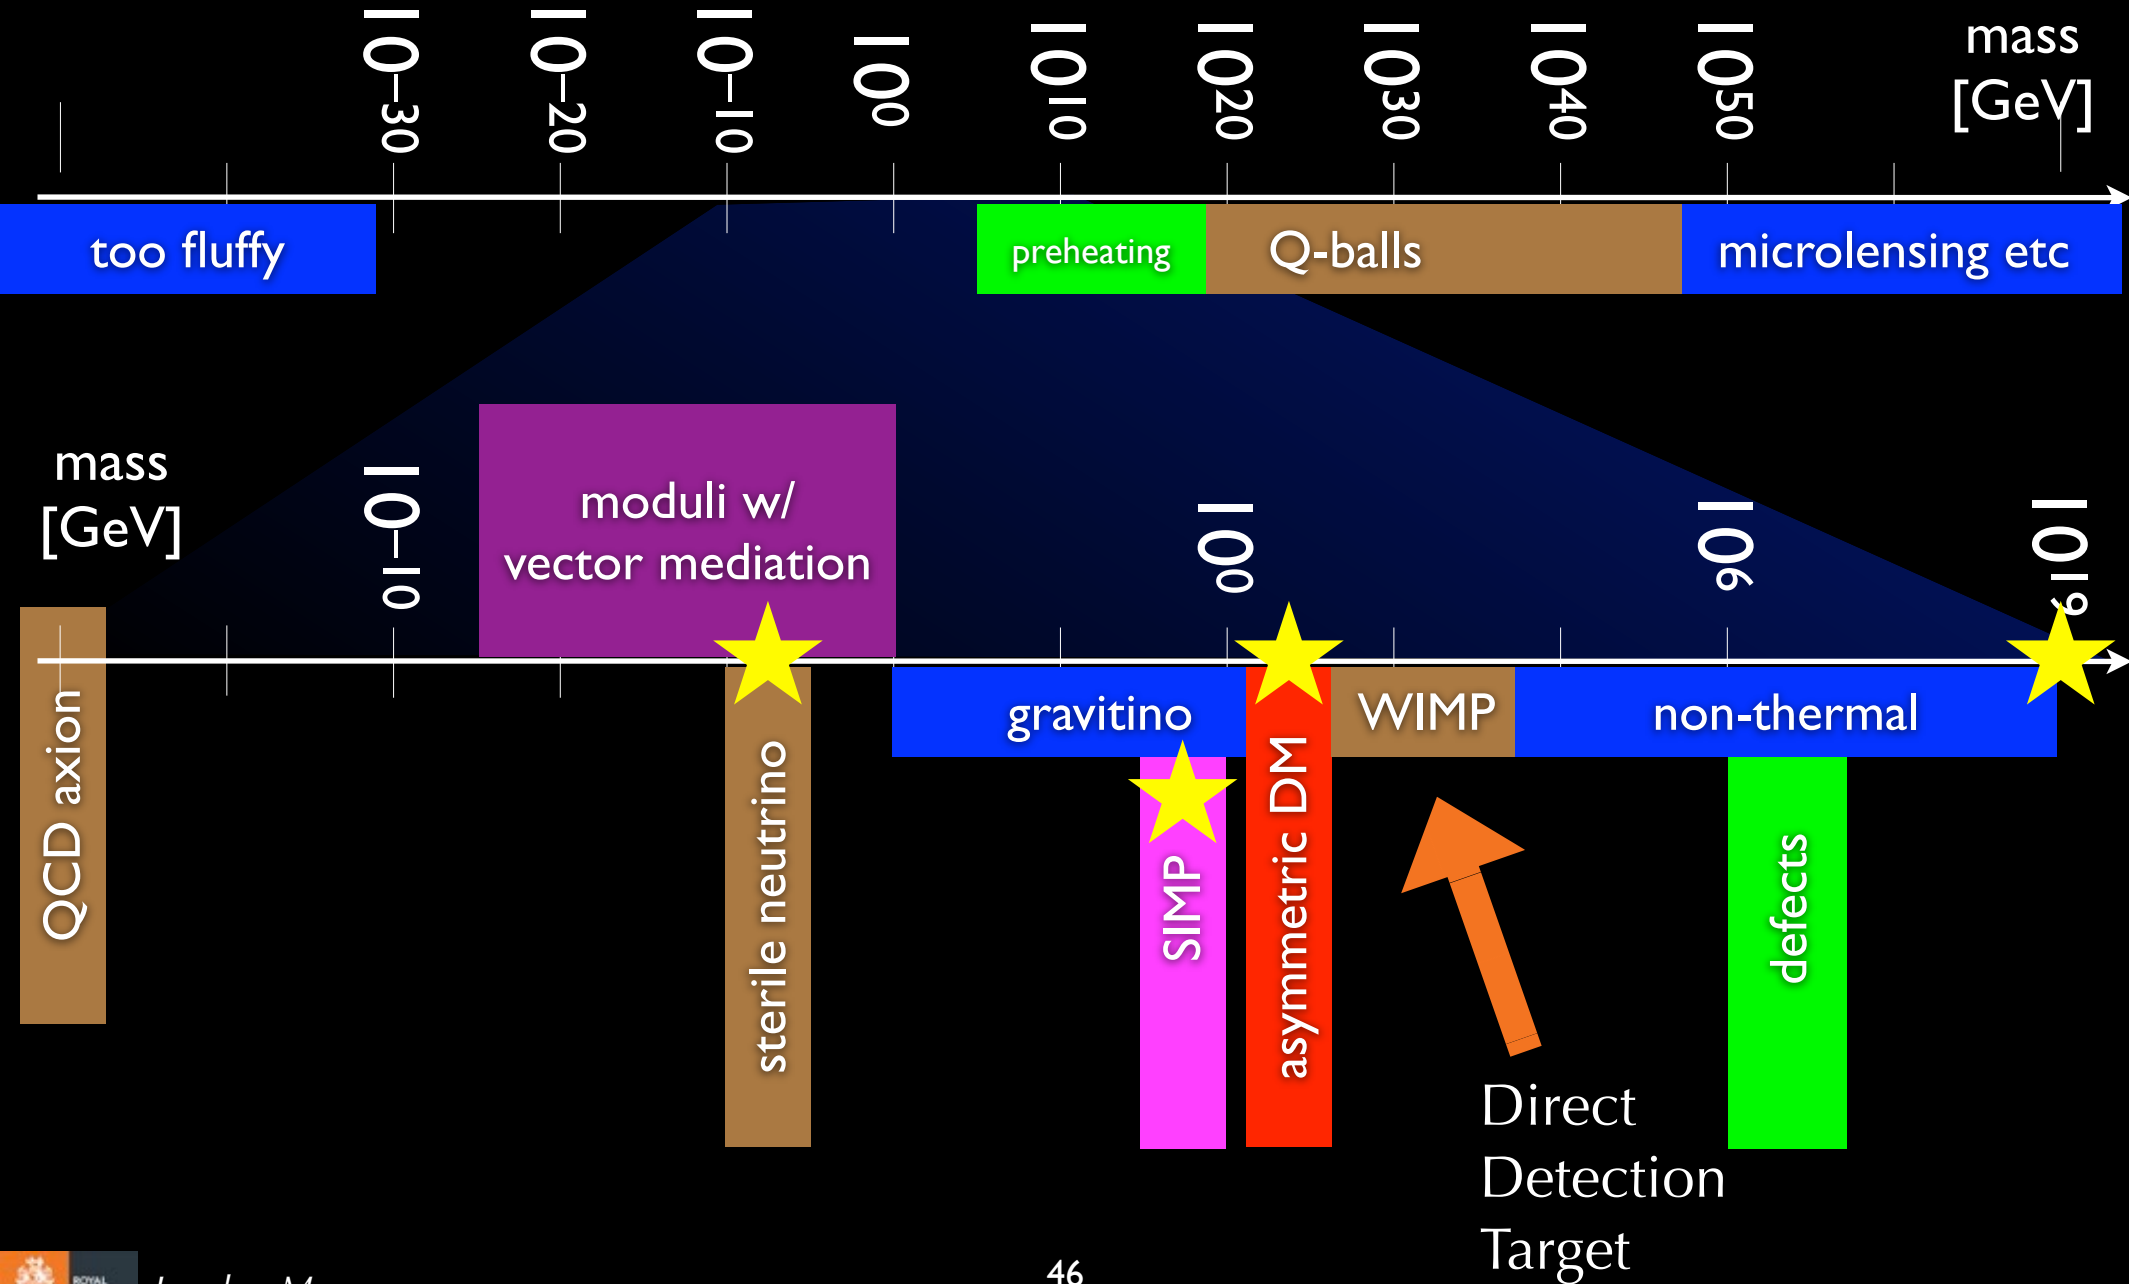 10⁻³⁰
10⁻²⁰
10⁻¹⁰
10⁰
10¹⁰
10²⁰
10³⁰
10⁴⁰
10⁵⁰
mass
[GeV]
too fluffy
preheating
Q-balls
microlensing etc
mass
[GeV]
10⁻¹⁰
moduli w/
vector mediation
10⁰
10⁶
10¹⁹
QCD axion
sterile neutrino
gravitino
SIMP
asymmetric DM
WIMP
non-thermal
defects
Direct
Detection
Target
ROYAL
46